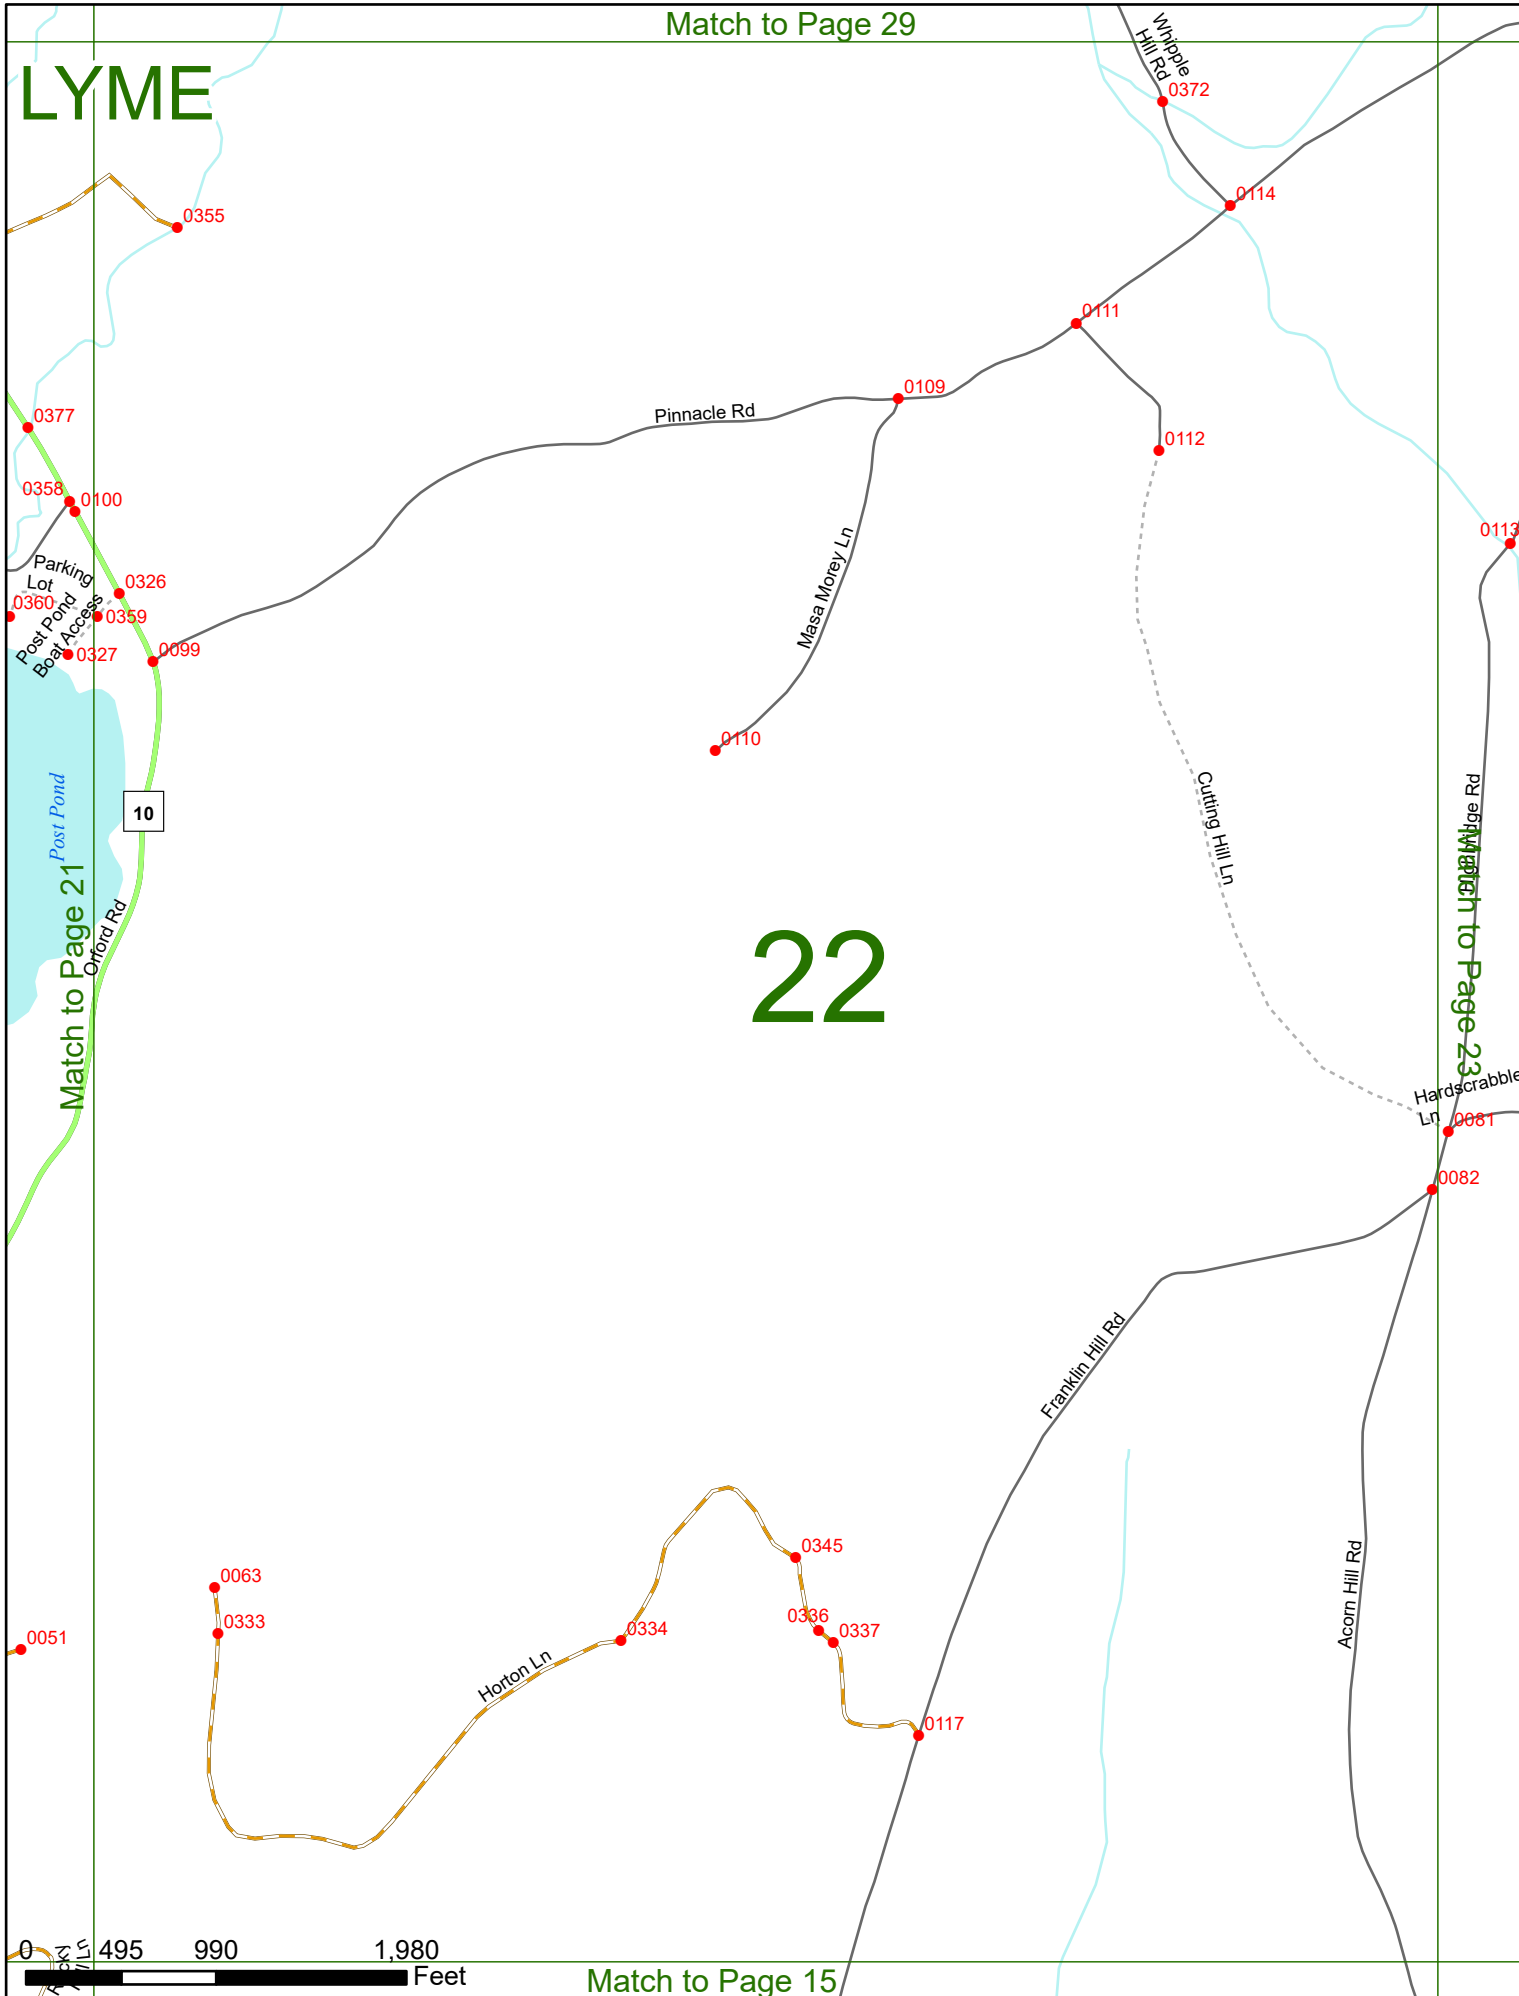 Match to Page 29
LYME
Whipple
Hill Rd
0372
0114
0355
0111
0109
Pinnacle Rd
0377
0112
0358
0100
0113
Parking
Lot
0326
0360
0359
Post Pond
Boat Access
0327
0099
Masa Morey Ln
0110
Post Pond
10
Cutting Hill Ln
Match to Page 21
Orford Rd
22
Match to Page 23
Hardscrabble
Ln
0081
0082
Franklin Hill Rd
Acorn Hill Rd
0345
0063
0336
0333
0334
0337
0051
Horton Ln
0117
0
495
990
1,980
Feet
Match to Page 15